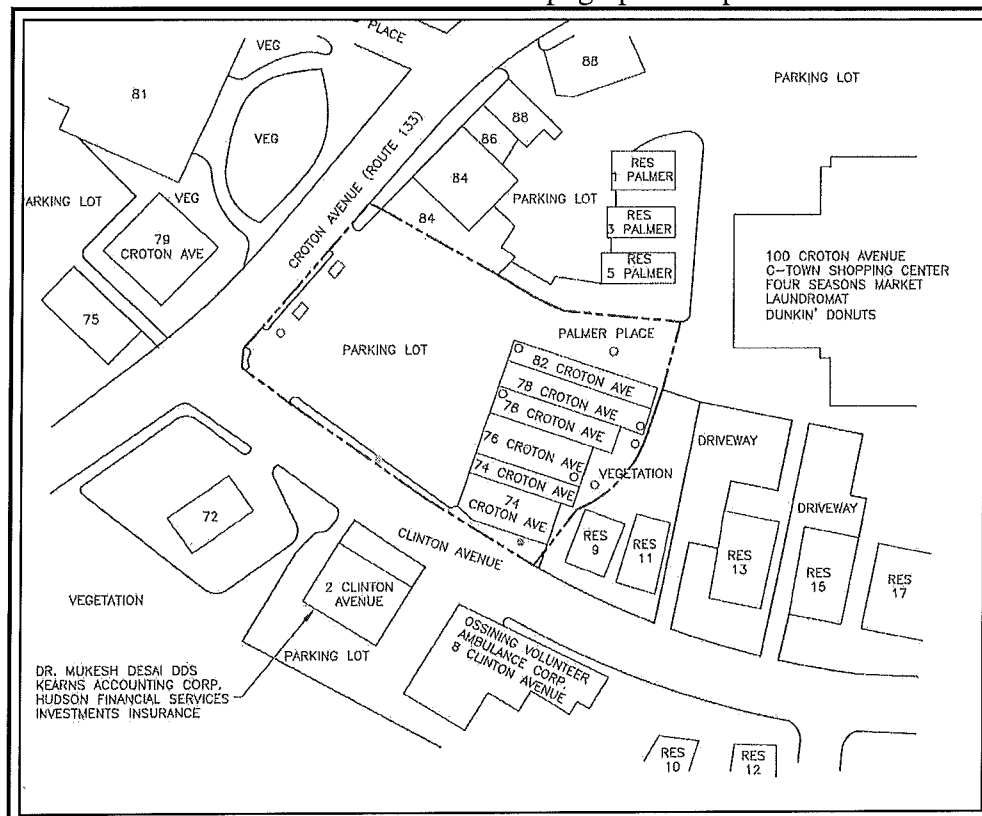 PLACE
VEG
88
PARKING LOT
81
VEG
CROTON AVENUE (ROUTE 133)
88
86
84
RES
1 PALMER
ARKING LOT
VEG
PARKING LOT
84
RES
3 PALMER
79
CROTON AVE
RES
5 PALMER
100 CROTON AVENUE
C-TOWN SHOPPING CENTER
FOUR SEASONS MARKET
LAUNDROMAT
DUNKIN' DONUTS
75
PARKING LOT
PALMER PLACE
82 CROTON AVE
78 CROTON AVE
78 CROTON AVE
76 CROTON AVE
74 CROTON AVE
74
CROTON AVE
VEGETATION
DRIVEWAY
DRIVEWAY
72
CLINTON AVENUE
RES
9
RES
11
RES
13
RES
15
RES
17
VEGETATION
2 CLINTON
AVENUE
PARKING LOT
OSSINING VOLUNTEER
AMBULANCE CORP.
8 CLINTON AVENUE
DR. MUKESH DESAI DDS
KEARNS ACCOUNTING CORP.
HUDSON FINANCIAL SERVICES
INVESTMENTS INSURANCE
RES
10
RES
12